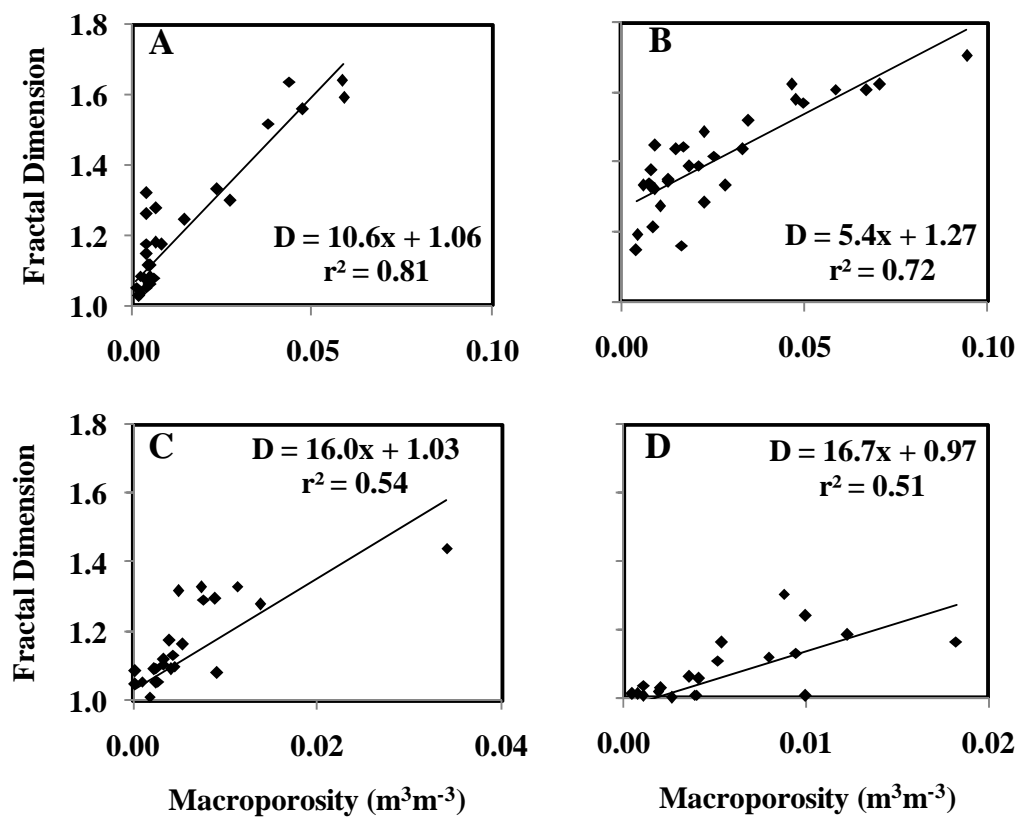 1.8
1.6
1.4
1.2
1.0
Fractal Dimension
A
D = 10.6x + 1.06
r² = 0.81
0.00 0.05 0.10
B
D = 5.4x + 1.27
r² = 0.72
0.00 0.05 0.10
1.8
1.6
1.4
1.2
1.0
Fractal Dimension
C
D = 16.0x + 1.03
r² = 0.54
0.00 0.02 0.04
Macroporosity (m³m⁻³)
D
D = 16.7x + 0.97
r² = 0.51
0.00 0.01 0.02
Macroporosity (m³m⁻³)